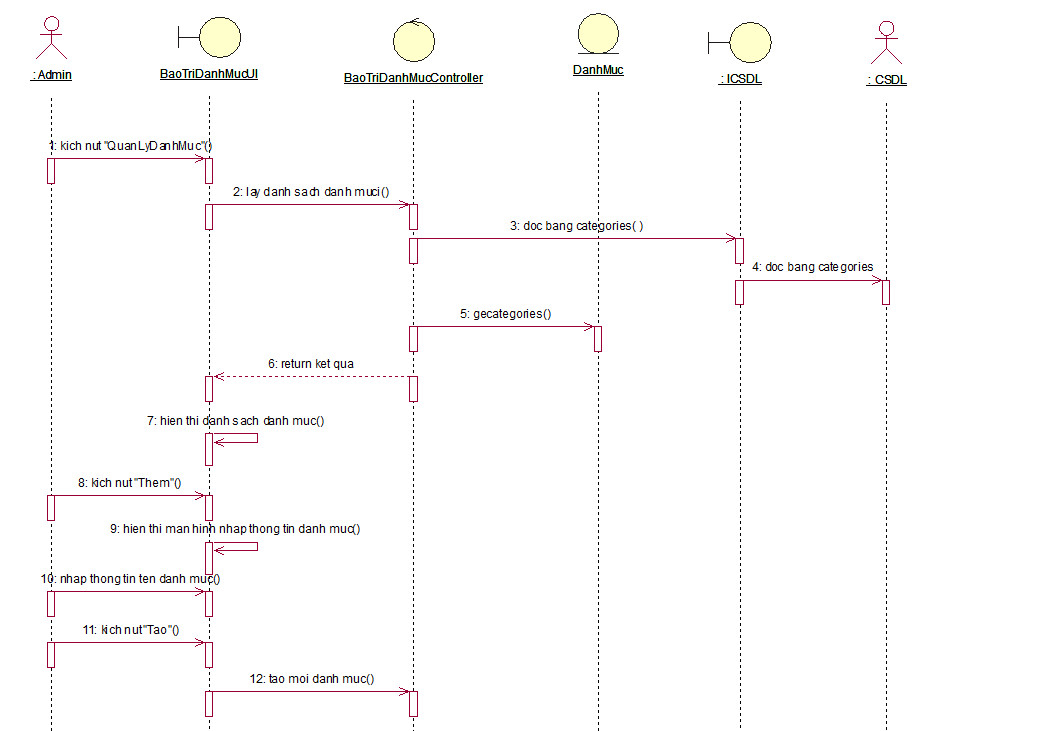 : Admin
BaoTriDanhMucUI
BaoTriDanhMucController
DanhMuc
: ICSDL
: CSDL
1: kich nut "QuanLyDanhMuc"()
2: lay danh sach danh muci()
3: doc bang categories( )
4: doc bang categories
5: gecategories()
6: return ket qua
7: hien thi danh sach danh muc()
8: kich nut "Them"()
9: hien thi man hinh nhap thong tin danh muc()
10: nhap thong tin ten danh muc()
11: kich nut "Tao"()
12: tao moi danh muc()